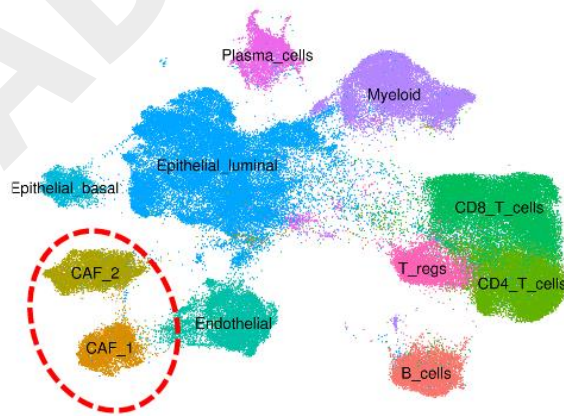 Plasma_cells
Myeloid
Epithelial_luminal
Epithelial_basal
CD8_T_cells
CAF_2
T_regs
CD4_T_cells
Endothelial
CAF_1
B_cells